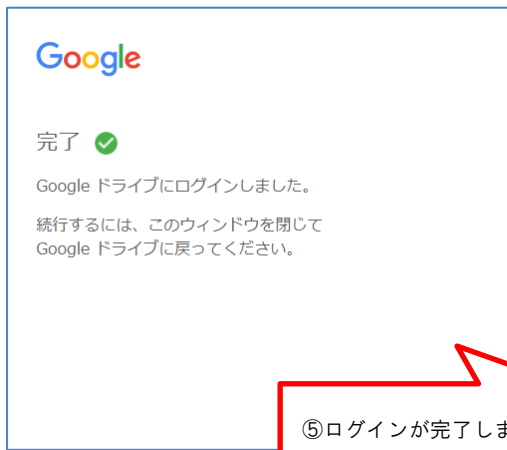 Google
完了
Google ドライブにログインしました。
続行するには、このウィンドウを閉じて
Google ドライブに戻ってください。
⑤ログインが完了しま